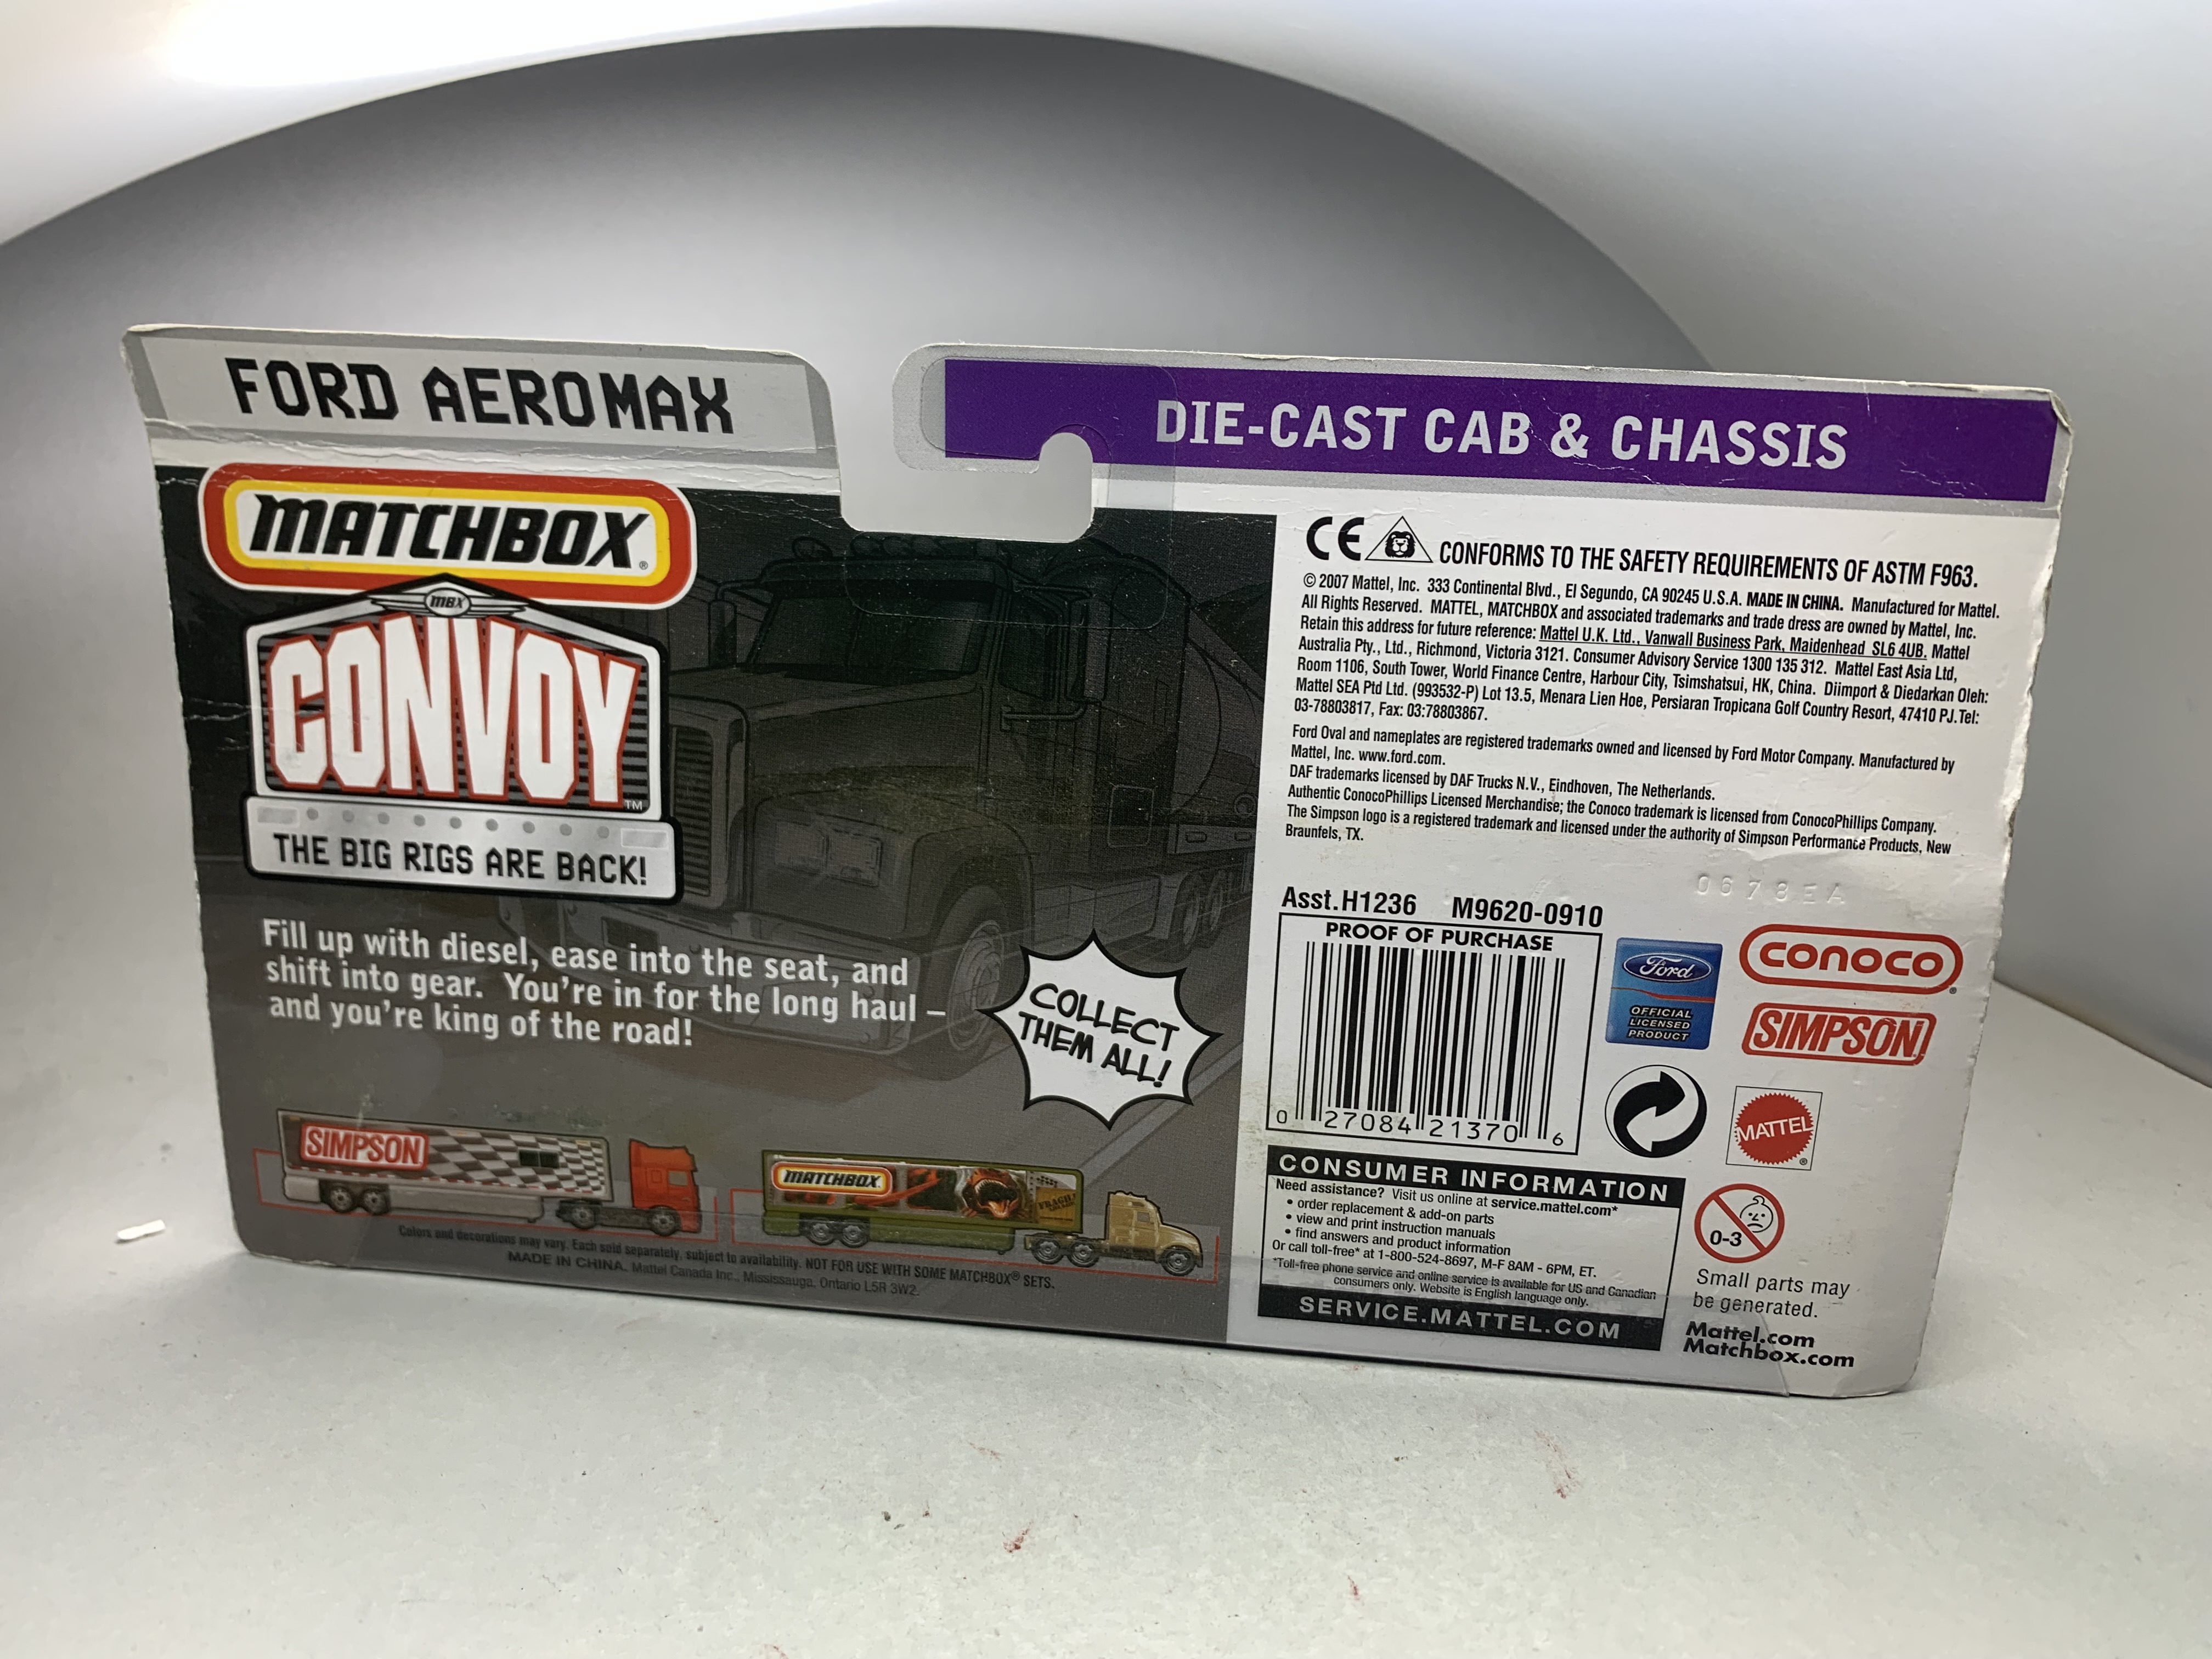 FORD AEROMAX
MATCHBOX®
MBX
CONVOY™
THE BIG RIGS ARE BACK!
Fill up with diesel, ease into the seat, and
shift into gear. You're in for the long haul –
and you're king of the road!
COLLECT
THEM ALL!
SIMPSON
MATCHBOX
Colors and decorations may vary. Each sold separately, subject to availability. NOT FOR USE WITH SOME MATCHBOX® SETS.
MADE IN CHINA. Mattel Canada Inc., Mississauga, Ontario L5R 3W2.
DIE-CAST CAB & CHASSIS
CE CONFORMS TO THE SAFETY REQUIREMENTS OF ASTM F963.
© 2007 Mattel, Inc. 333 Continental Blvd., El Segundo, CA 90245 U.S.A. MADE IN CHINA. Manufactured for Mattel.
All Rights Reserved. MATTEL, MATCHBOX and associated trademarks and trade dress are owned by Mattel, Inc.
Retain this address for future reference: Mattel U.K. Ltd., Vanwall Business Park, Maidenhead SL6 4UB. Mattel
Australia Pty., Ltd., Richmond, Victoria 3121. Consumer Advisory Service 1300 135 312. Mattel East Asia Ltd,
Room 1106, South Tower, World Finance Centre, Harbour City, Tsimshatsui, HK, China. Diimport & Diedarkan Oleh:
Mattel SEA Ptd Ltd. (993532-P) Lot 13.5, Menara Lien Hoe, Persiaran Tropicana Golf Country Resort, 47410 PJ.Tel:
03-78803817, Fax: 03:78803867.
Ford Oval and nameplates are registered trademarks owned and licensed by Ford Motor Company. Manufactured by
Mattel, Inc. www.ford.com.
DAF trademarks licensed by DAF Trucks N.V., Eindhoven, The Netherlands.
Authentic ConocoPhillips Licensed Merchandise; the Conoco trademark is licensed from ConocoPhillips Company.
The Simpson logo is a registered trademark and licensed under the authority of Simpson Performance Products, New
Braunfels, TX.
0678EA
Asst.H1236 M9620-0910
PROOF OF PURCHASE
0 27084 21370 6
Ford
OFFICIAL
LICENSED
PRODUCT
CONOCO®
SIMPSON
MATTEL®
CONSUMER INFORMATION
Need assistance? Visit us online at service.mattel.com*
• order replacement & add-on parts
• view and print instruction manuals
• find answers and product information
Or call toll-free* at 1-800-524-8697, M-F 8AM - 6PM, ET.
*Toll-free phone service and online service is available for US and Canadian
consumers only. Website is English language only.
SERVICE.MATTEL.COM
0-3
Small parts may
be generated.
Mattel.com
Matchbox.com